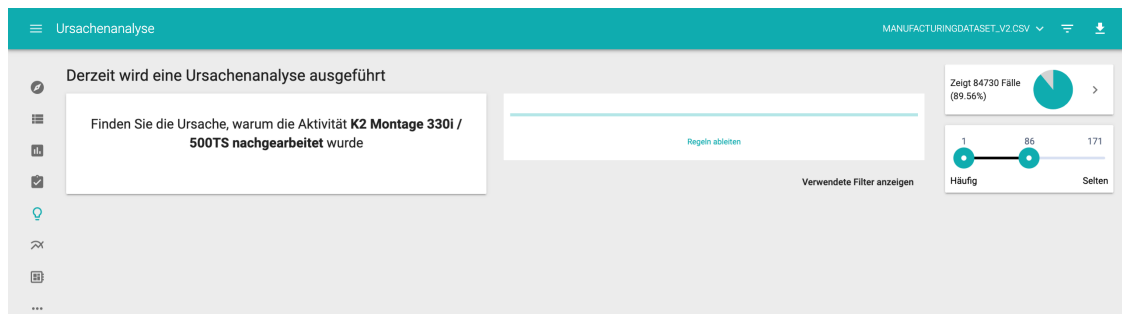 Ursachenanalyse
MANUFACTURINGDATASET_V2.CSV
Derzeit wird eine Ursachenanalyse ausgeführt
Finden Sie die Ursache, warum die Aktivität K2 Montage 330i /
500TS nachgearbeitet wurde
Regeln ableiten
Verwendete Filter anzeigen
Zeigt 84730 Fälle
(89.56%)
1 86 171
Häufig Selten